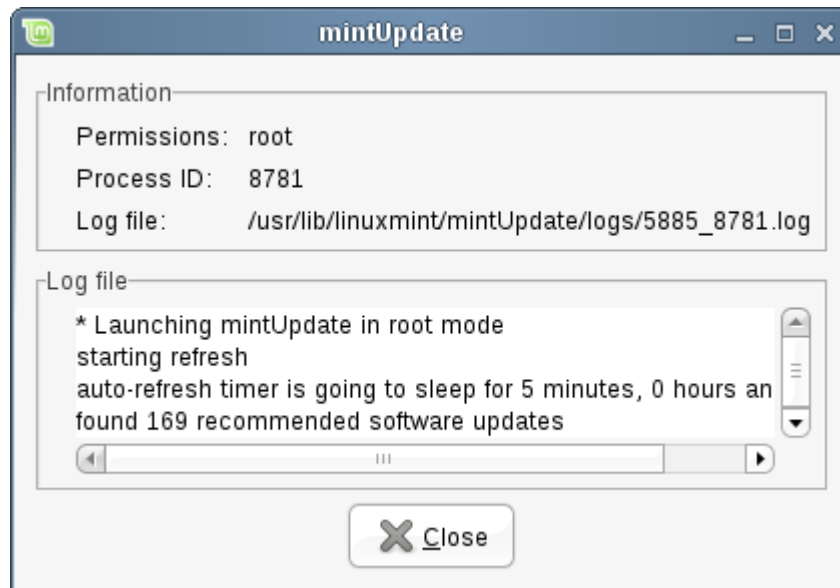 mintUpdate
Information
Permissions: root
Process ID: 8781
Log file: /usr/lib/linuxmint/mintUpdate/logs/5885_8781.log
Log file
* Launching mintUpdate in root mode
starting refresh
auto-refresh timer is going to sleep for 5 minutes, 0 hours an
found 169 recommended software updates
Close